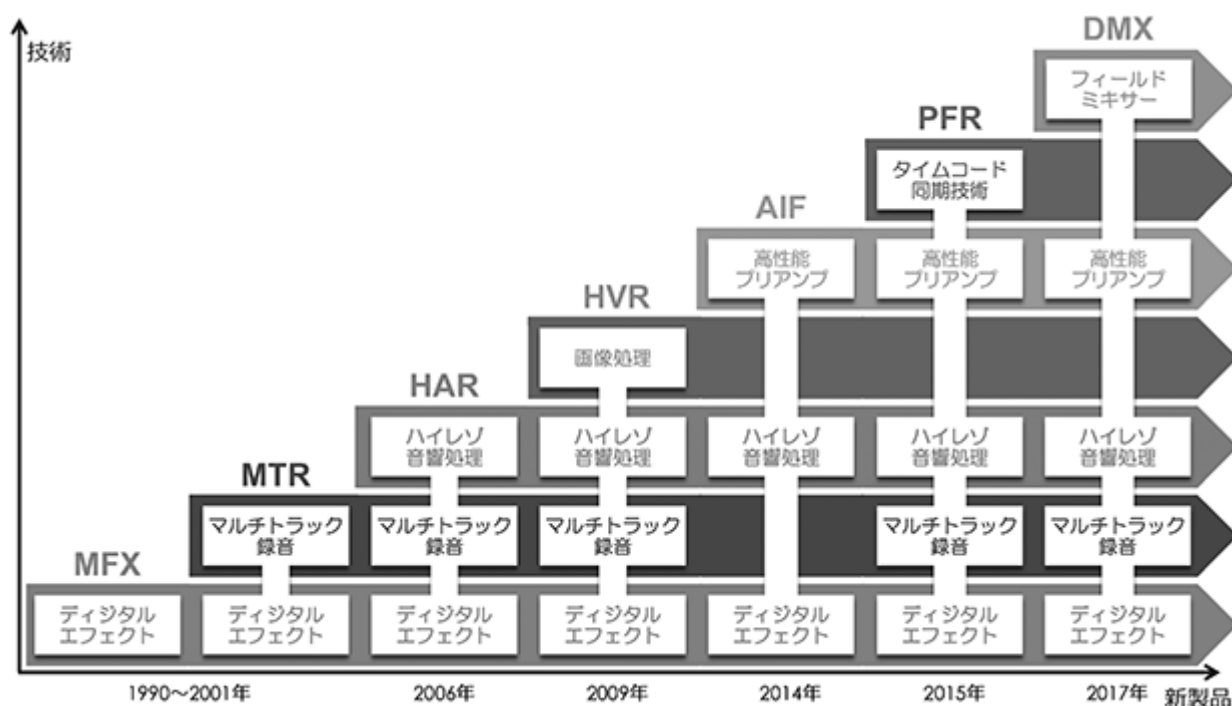 技術
DMX
フィールド
ミキサー
PFR
タイムコード
同期技術
AIF
高性能
プリアンプ
高性能
プリアンプ
高性能
プリアンプ
HVR
画像処理
HAR
ハイレゾ
音響処理
ハイレゾ
音響処理
ハイレゾ
音響処理
ハイレゾ
音響処理
ハイレゾ
音響処理
MTR
マルチトラック
録音
マルチトラック
録音
マルチトラック
録音
マルチトラック
録音
マルチトラック
録音
MFX
ディジタル
エフェクト
ディジタル
エフェクト
ディジタル
エフェクト
ディジタル
エフェクト
ディジタル
エフェクト
ディジタル
エフェクト
ディジタル
エフェクト
1990～2001年
2006年
2009年
2014年
2015年
2017年
新製品